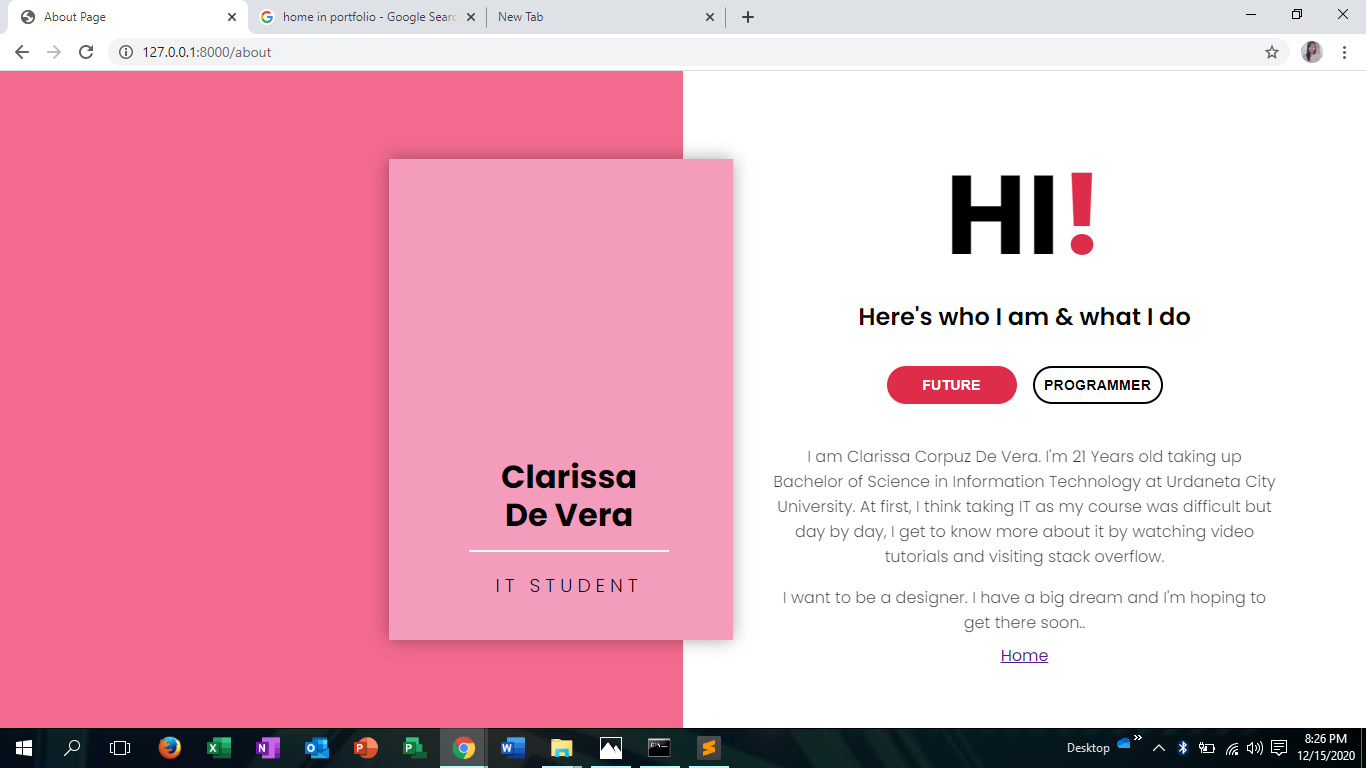 About Page
home in portfolio - Google Searc
New Tab
127.0.0.1:8000/about
HI!
Here's who I am & what I do
FUTURE
PROGRAMMER
I am Clarissa Corpuz De Vera. I'm 21 Years old taking up
Bachelor of Science in Information Technology at Urdaneta City
University. At first, I think taking IT as my course was difficult but
day by day, I get to know more about it by watching video
tutorials and visiting stack overflow.
I want to be a designer. I have a big dream and I'm hoping to
get there soon..
Home
Clarissa
De Vera
IT STUDENT
Desktop
8:26 PM
12/15/2020